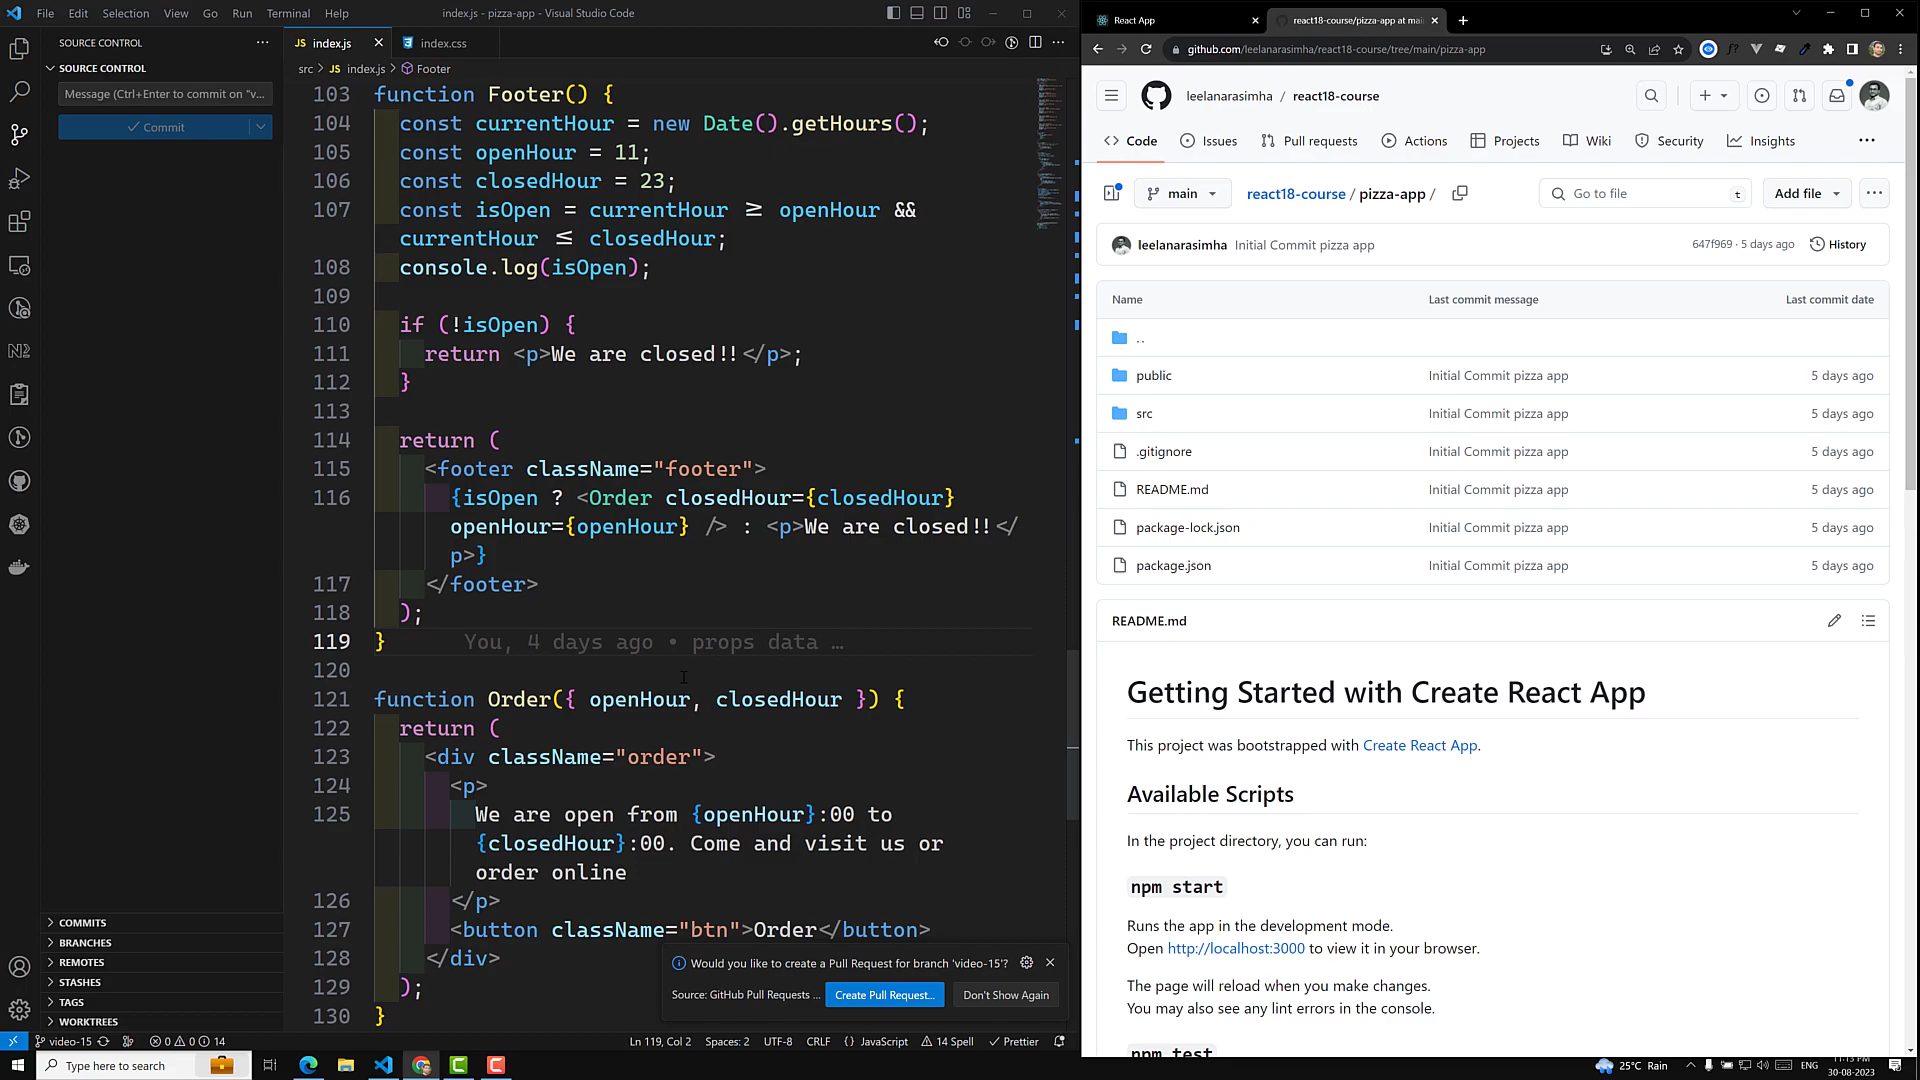 File Edit Selection View Go Run Terminal Help
index.js - pizza-app - Visual Studio Code
SOURCE CONTROL
index.js
index.css
SOURCE CONTROL
src > JS index.js > Footer
Message (Ctrl+Enter to commit on "v...
Commit
103 function Footer() {
104 const currentHour = new Date().getHours();
105 const openHour = 11;
106 const closedHour = 23;
107 const isOpen = currentHour ≥ openHour &&
currentHour ≤ closedHour;
108 console.log(isOpen);
109
110 if (!isOpen) {
111 return <p>We are closed!!</p>;
112 }
113
114 return (
115 <footer className="footer">
116 {isOpen ? <Order closedHour={closedHour}
openHour={openHour} /> : <p>We are closed!!</
p>}
117 </footer>
118 );
119 } You, 4 days ago • props data …
120
121 function Order({ openHour, closedHour }) {
122 return (
123 <div className="order">
124 <p>
125 We are open from {openHour}:00 to
{closedHour}:00. Come and visit us or
order online
126 </p>
127 <button className="btn">Order</button>
128 </div>
129 );
130 }
COMMITS
BRANCHES
REMOTES
STASHES
TAGS
WORKTREES
Would you like to create a Pull Request for branch 'video-15'?
Source: GitHub Pull Requests ...
Create Pull Request...
Don't Show Again
video-15
0 0 14
Ln 119, Col 2 Spaces: 2 UTF-8 CRLF {} JavaScript 14 Spell Prettier
React App
react18-course/pizza-app at mai
github.com/leelanarasimha/react18-course/tree/main/pizza-app
leelanarasimha / react18-course
Code Issues Pull requests Actions Projects Wiki Security Insights
main
react18-course / pizza-app /
Go to file t
Add file
leelanarasimha Initial Commit pizza app
647f969 · 5 days ago History
Name Last commit message Last commit date
..
public Initial Commit pizza app 5 days ago
src Initial Commit pizza app 5 days ago
.gitignore Initial Commit pizza app 5 days ago
README.md Initial Commit pizza app 5 days ago
package-lock.json Initial Commit pizza app 5 days ago
package.json Initial Commit pizza app 5 days ago
README.md
Getting Started with Create React App
This project was bootstrapped with Create React App.
Available Scripts
In the project directory, you can run:
npm start
Runs the app in the development mode.
Open http://localhost:3000 to view it in your browser.
The page will reload when you make changes.
You may also see any lint errors in the console.
npm test
Type here to search
25°C Rain
ENG
11:13 PM
30-08-2023